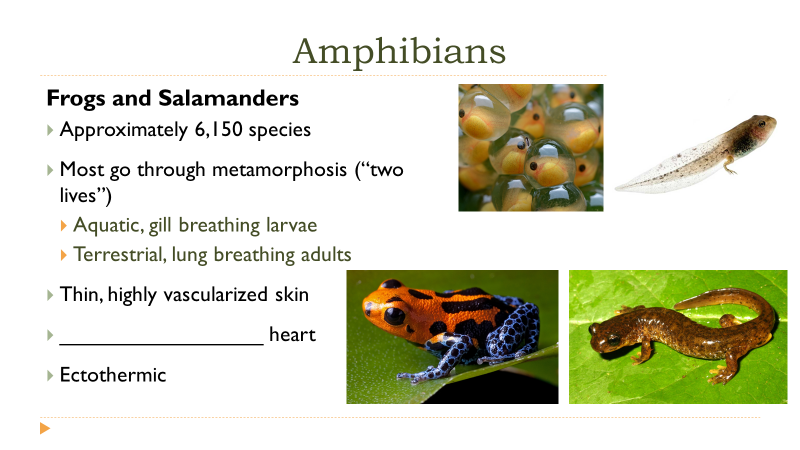 Amphibians
Frogs and Salamanders
Approximately 6,150 species
Most go through metamorphosis (“two
lives”)
Aquatic, gill breathing larvae
Terrestrial, lung breathing adults
Thin, highly vascularized skin
___________________ heart
Ectothermic